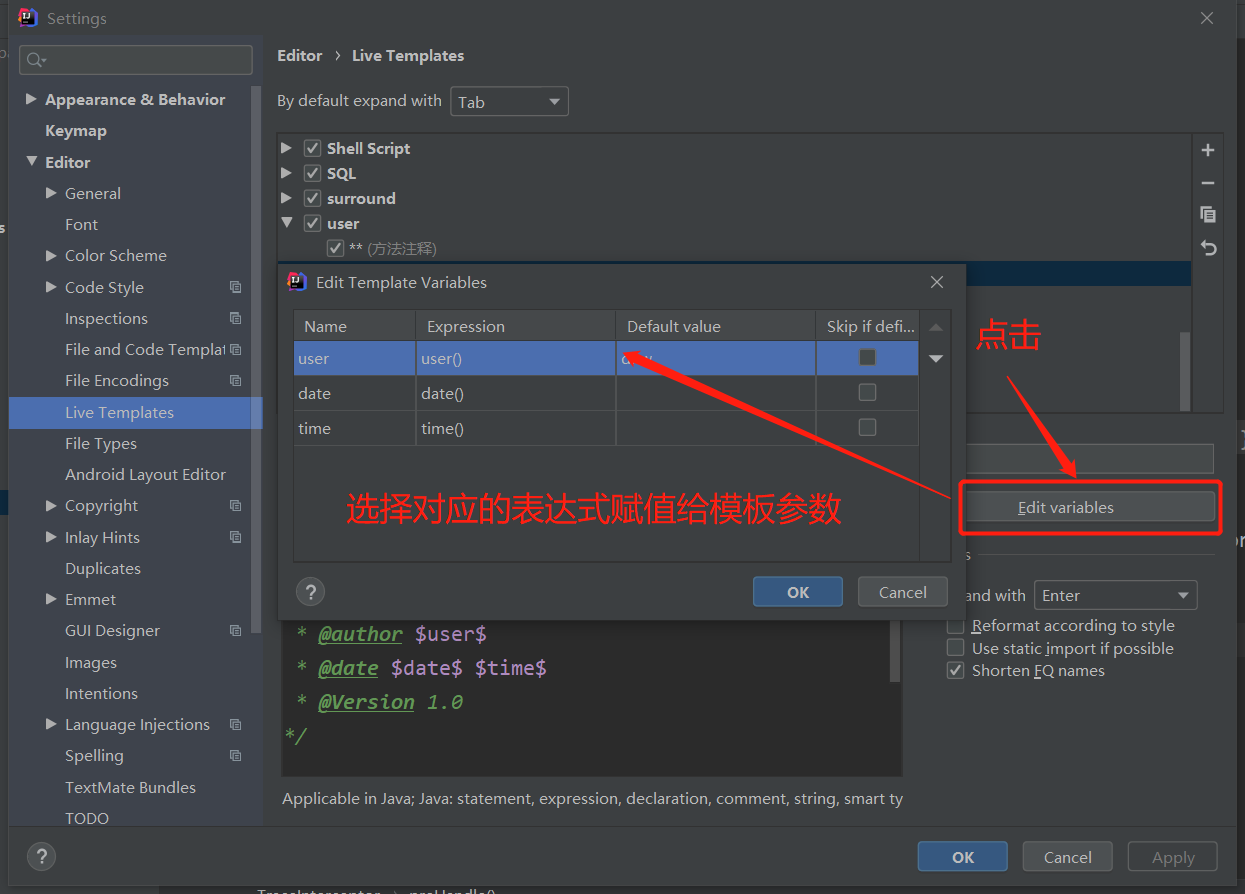 Settings
Editor › Live Templates
By default expand with Tab
Appearance & Behavior
Keymap
Editor
General
Font
Color Scheme
Code Style
Inspections
File and Code Templat
File Encodings
Live Templates
File Types
Android Layout Editor
Copyright
Inlay Hints
Duplicates
Emmet
GUI Designer
Images
Intentions
Language Injections
Spelling
TextMate Bundles
TODO
Shell Script
SQL
surround
user
** (方法注释)
Edit Template Variables
Name Expression Default value Skip if defi...
user user()
date date()
time time()
点击
选择对应的表达式赋值给模板参数
Edit variables
OK Cancel
and with Enter
Reformat according to style
Use static import if possible
Shorten FQ names
* @author $user$
* @date $date$ $time$
* @Version 1.0
*/
Applicable in Java; Java: statement, expression, declaration, comment, string, smart ty
? OK Cancel Apply